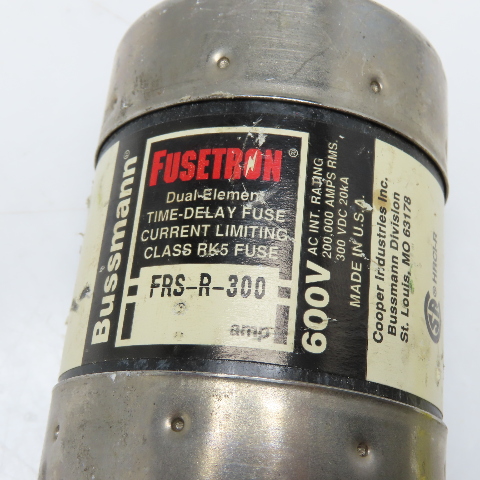 Bussmann®
FUSETRON®
Dual-Element
TIME-DELAY FUSE
CURRENT LIMITING
CLASS RK5 FUSE
FRS-R-300
amp
600V
AC INT. RATING
200,000 AMPS RMS.
300 VDC 20kA
MADE IN U.S.A.
Cooper Industries Inc.
Bussmann Division
St. Louis, MO 63178